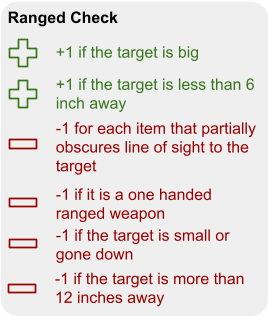 Ranged Check
+1 if the target is big
+1 if the target is less than 6
inch away
-1 for each item that partially
obscures line of sight to the
target
-1 if it is a one handed
ranged weapon
-1 if the target is small or
gone down
-1 if the target is more than
12 inches away